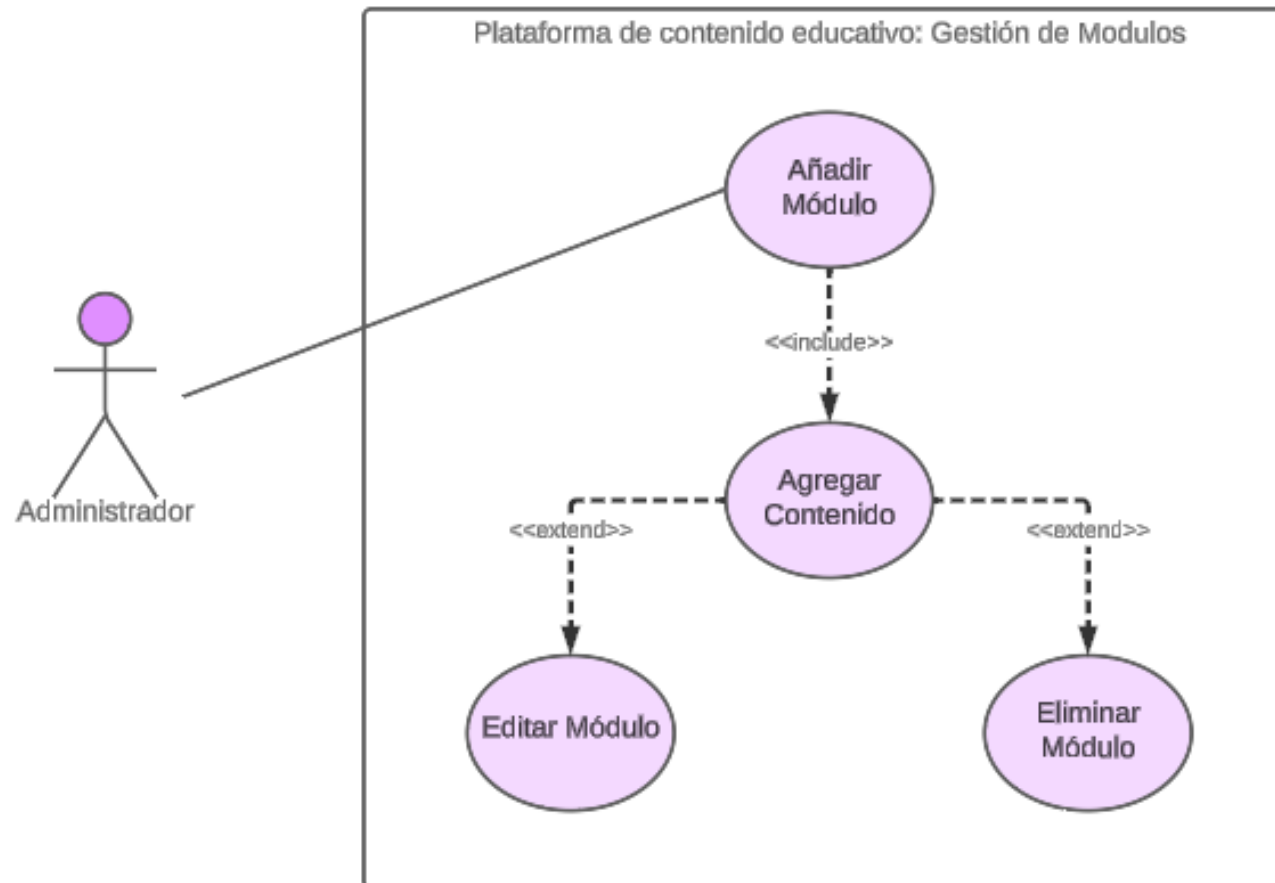 Plataforma de contenido educativo: Gestión de Modulos
Añadir
Módulo
<<include>>
Agregar
Contenido
<<extend>>
<<extend>>
Administrador
Editar Módulo
Eliminar
Módulo